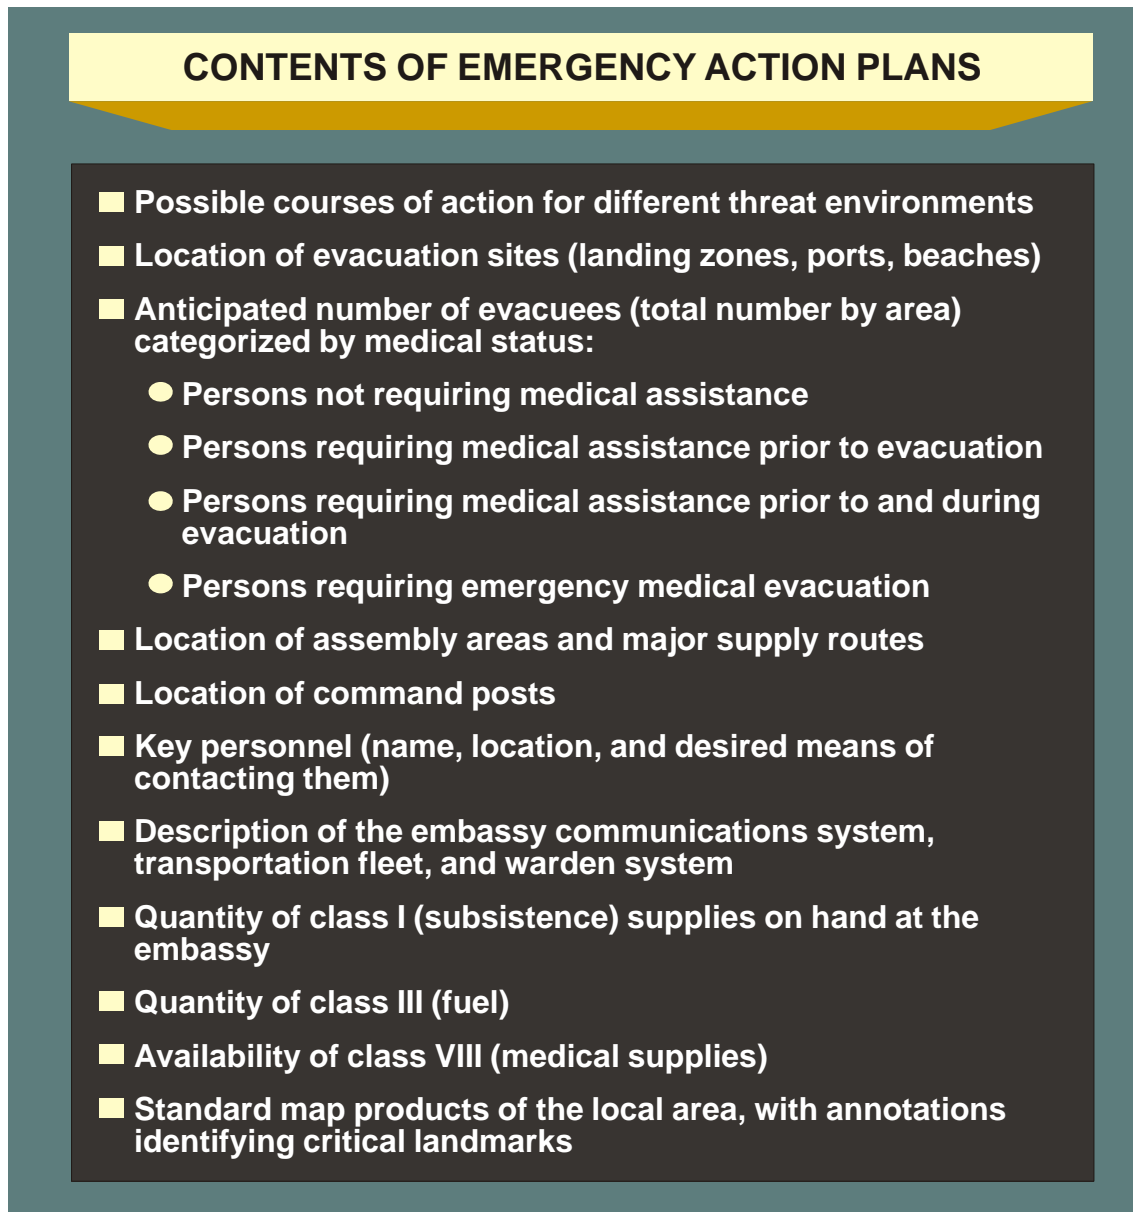 CONTENTS OF EMERGENCY ACTION PLANS
Possible courses of action for different threat environments
Location of evacuation sites (landing zones, ports, beaches)
Anticipated number of evacuees (total number by area)
categorized by medical status:
Persons not requiring medical assistance
Persons requiring medical assistance prior to evacuation
Persons requiring medical assistance prior to and during
evacuation
Persons requiring emergency medical evacuation
Location of assembly areas and major supply routes
Location of command posts
Key personnel (name, location, and desired means of
contacting them)
Description of the embassy communications system,
transportation fleet, and warden system
Quantity of class I (subsistence) supplies on hand at the
embassy
Quantity of class III (fuel)
Availability of class VIII (medical supplies)
Standard map products of the local area, with annotations
identifying critical landmarks